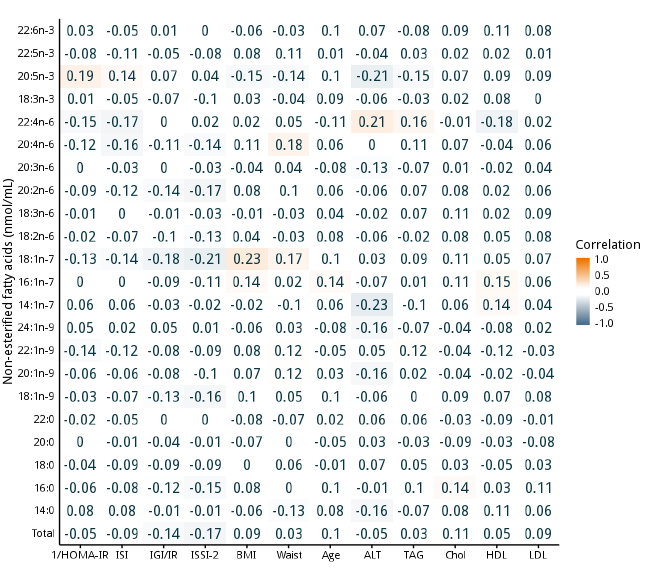 22:6n-3 0.03 -0.05 0.01 0 -0.06 -0.03 0.1 0.07 -0.08 0.09 0.11 0.08
22:5n-3 -0.08 -0.11 -0.05 -0.08 0.08 0.11 0.01 -0.04 0.03 0.02 0.02 0.01
20:5n-3 0.19 0.14 0.07 0.04 -0.15 -0.14 0.1 -0.21 -0.15 0.07 0.09 0.09
18:3n-3 0.01 -0.05 -0.07 -0.1 0.03 -0.04 0.09 -0.06 -0.03 0.02 0.08 0
22:4n-6 -0.15 -0.17 0 0.02 0.02 0.05 -0.11 0.21 0.16 -0.01 -0.18 0.02
20:4n-6 -0.12 -0.16 -0.11 -0.14 0.11 0.18 0.06 0 0.11 0.07 -0.04 0.06
20:3n-6 0 -0.03 0 -0.03 -0.04 0.04 -0.08 -0.13 -0.07 0.01 -0.02 0.04
20:2n-6 -0.09 -0.12 -0.14 -0.17 0.08 0.1 0.06 -0.06 0.07 0.08 0.02 0.06
18:3n-6 -0.01 0 -0.01 -0.03 -0.01 -0.03 0.04 -0.02 0.07 0.11 0.02 0.09
18:2n-6 -0.02 -0.07 -0.1 -0.13 0.04 -0.03 0.08 -0.06 -0.02 0.08 0.05 0.08
18:1n-7 -0.13 -0.14 -0.18 -0.21 0.23 0.17 0.1 0.03 0.09 0.11 0.05 0.07
16:1n-7 0 0 -0.09 -0.11 0.14 0.02 0.14 -0.07 0.01 0.11 0.15 0.06
14:1n-7 0.06 0.06 -0.03 -0.02 -0.02 -0.1 0.06 -0.23 -0.1 0.06 0.14 0.04
24:1n-9 0.05 0.02 0.05 0.01 -0.06 0.03 -0.08 -0.16 -0.07 -0.04 -0.08 0.02
22:1n-9 -0.14 -0.12 -0.08 -0.09 0.08 0.12 -0.05 0.05 0.12 -0.04 -0.12 -0.03
20:1n-9 -0.06 -0.06 -0.08 -0.1 0.07 0.12 0.03 -0.16 0.02 -0.04 -0.02 -0.04
18:1n-9 -0.03 -0.07 -0.13 -0.16 0.1 0.05 0.1 -0.06 0 0.09 0.07 0.08
22:0 -0.02 -0.05 0 0 -0.08 -0.07 0.02 0.06 0.06 -0.03 -0.09 -0.01
20:0 0 -0.01 -0.04 -0.01 -0.07 0 -0.05 0.03 -0.03 -0.09 -0.03 -0.08
18:0 -0.04 -0.09 -0.09 -0.09 0 0.06 -0.01 0.07 0.05 0.03 -0.05 0.03
16:0 -0.06 -0.08 -0.12 -0.15 0.08 0 0.1 -0.01 0.1 0.14 0.03 0.11
14:0 0.08 0.08 -0.01 -0.01 -0.06 -0.13 0.08 -0.16 -0.07 0.08 0.11 0.06
Total -0.05 -0.09 -0.14 -0.17 0.09 0.03 0.1 -0.05 0.03 0.11 0.05 0.09
1/HOMA-IR ISI IGI/IR ISSI-2 BMI Waist Age ALT TAG Chol HDL LDL
Non-esterified fatty acids (nmol/mL)
Correlation
1.0
0.5
0.0
-0.5
-1.0